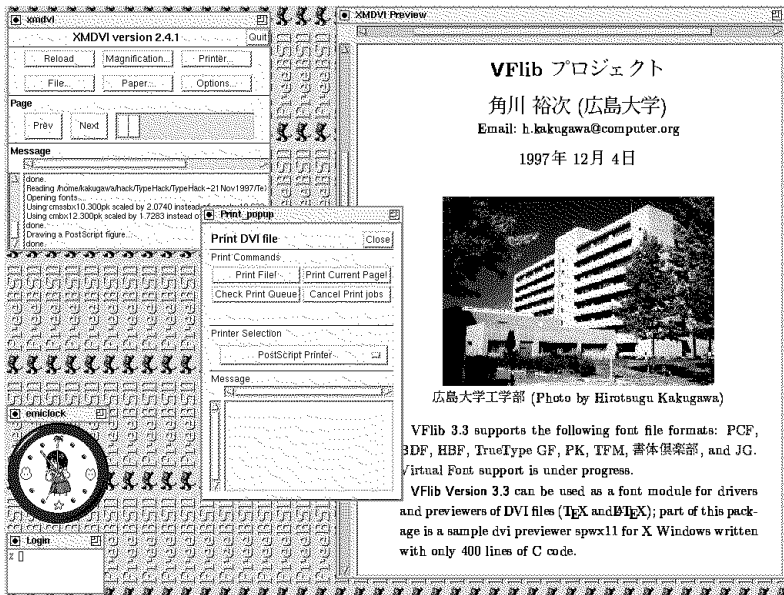 xmdvi
XMDVI version 2.4.1
Quit
Reload
Magnification...
Printer...
File...
Paper...
Options...
Page
Prev
Next
Message
done.
Reading /home/kakugawa/hack/TypeHack/TypeHack-21Nov1997/Te
Opening fonts...
Using cmssbx10.300pk scaled by 2.0740 instead of
Using cmbx12.300pk scaled by 1.7283 instead of
done.
Drawing a PostScript figure...
done.
Print_popup
Print DVI file
Close
Print Commands
Print File!
Print Current Page!
Check Print Queue
Cancel Print jobs
Printer Selection
PostScript Printer
Message
emiclock
Login
% 
XMDVI Preview
VFlib プロジェクト
角川 裕次 (広島大学)
Email: h.kakugawa@computer.org
1997年 12月 4日
広島大学工学部 (Photo by Hirotsugu Kakugawa)
VFlib 3.3 supports the following font file formats: PCF,
BDF, HBF, TrueType GF, PK, TFM, 書体倶楽部, and JG.
Virtual Font support is under progress.
VFlib Version 3.3 can be used as a font module for drivers
and previewers of DVI files (TEX and LATEX); part of this pack-
age is a sample dvi previewer spwx11 for X Windows written
with only 400 lines of C code.
FreeBSD